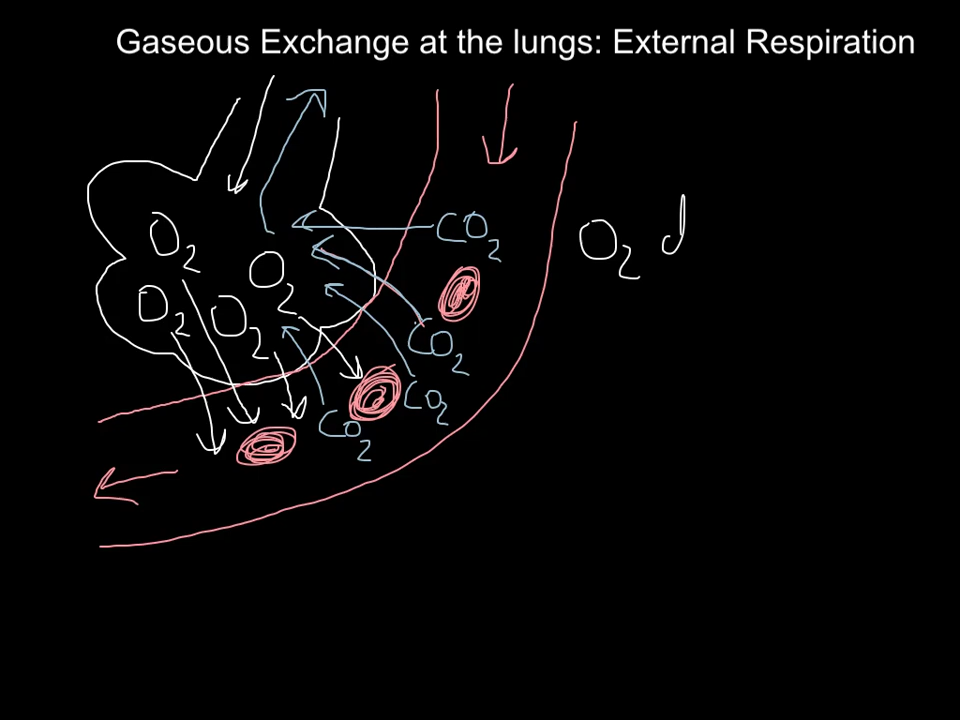 Gaseous Exchange at the lungs: External Respiration
CO2
O2
O2 d
O2
O2
O2
CO2
CO2
CO2